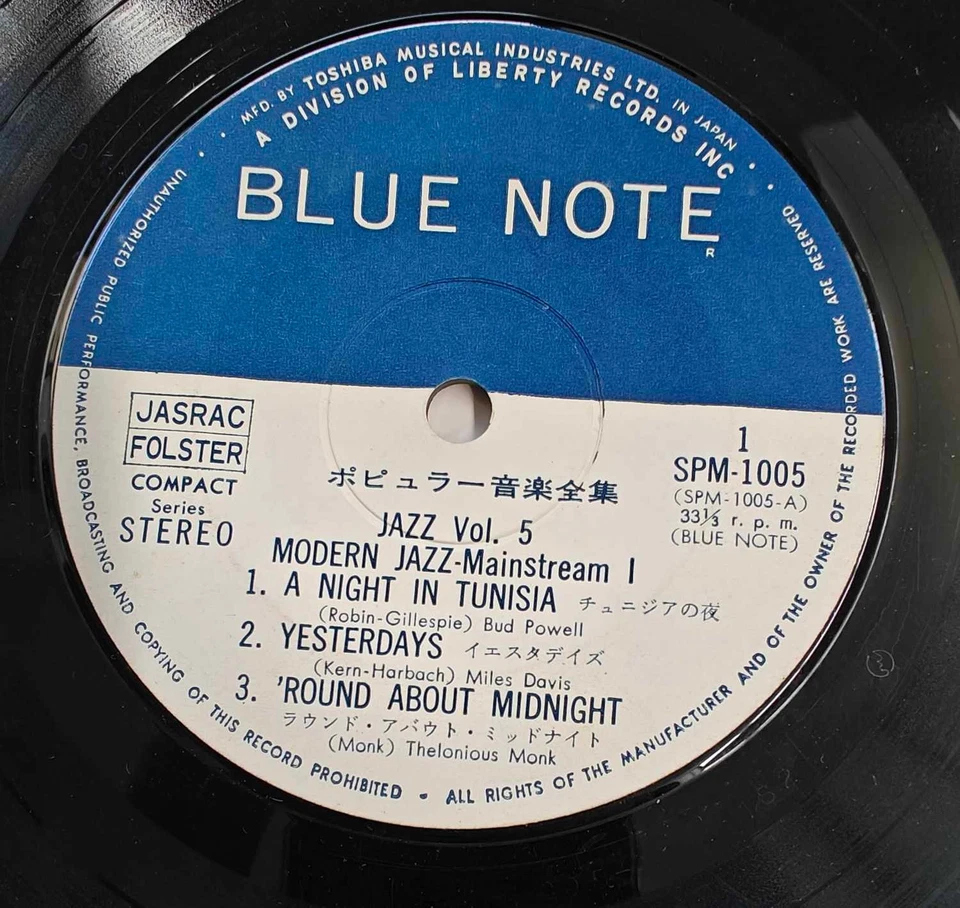 MFD. BY TOSHIBA MUSICAL INDUSTRIES LTD. IN JAPAN
A DIVISION OF LIBERTY RECORDS INC
BLUE NOTE
R
JASRAC
FOLSTER
COMPACT
Series
STEREO
1
SPM-1005
(SPM-1005-A)
33⅓ r. p. m.
(BLUE NOTE)
ポピュラー音楽全集
JAZZ Vol. 5
MODERN JAZZ-Mainstream I
1. A NIGHT IN TUNISIA チュニジアの夜
(Robin-Gillespie) Bud Powell
2. YESTERDAYS イエスタデイズ
(Kern-Harbach) Miles Davis
3. 'ROUND ABOUT MIDNIGHT
ラウンド・アバウト・ミッドナイト
(Monk) Thelonious Monk
UNAUTHORIZED PUBLIC PERFORMANCE, BROADCASTING AND COPYING OF THIS RECORD PROHIBITED • ALL RIGHTS OF THE MANUFACTURER AND OF THE OWNER OF THE RECORDED WORK ARE RESERVED